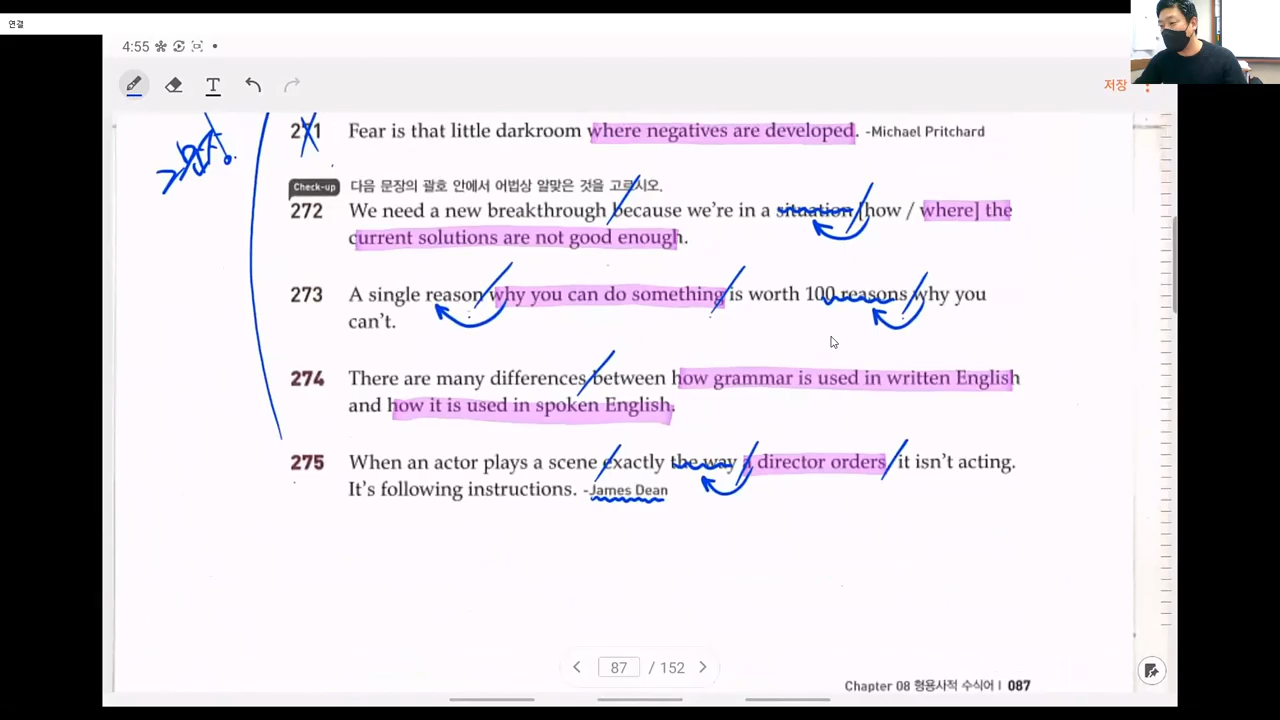 연결
4:55
T
저장
271 Fear is that little darkroom where negatives are developed. -Michael Pritchard
Check-up 다음 문장의 괄호 안에서 어법상 알맞은 것을 고르시오.
272 We need a new breakthrough because we're in a situation [how / where] the
current solutions are not good enough.
273 A single reason why you can do something is worth 100 reasons why you
can't.
274 There are many differences between how grammar is used in written English
and how it is used in spoken English.
275 When an actor plays a scene exactly the way a director orders, it isn't acting.
It's following instructions. -James Dean
87 / 152
Chapter 08 형용사적 수식어 | 087